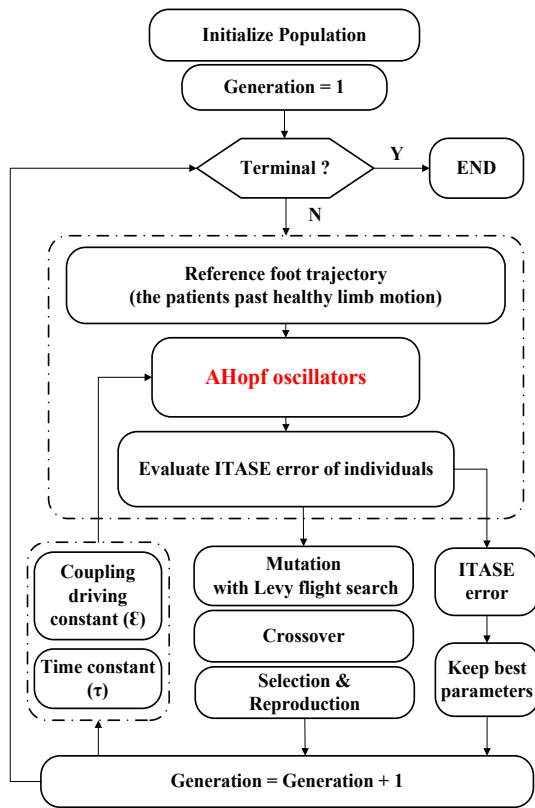 Initialize Population
Generation = 1
Terminal ?
Y
END
N
Reference foot trajectory
(the patients past healthy limb motion)
AHopf oscillators
Evaluate ITASE error of individuals
Coupling
driving
constant (Ɛ)
Time constant
(τ)
Mutation
with Levy flight search
Crossover
Selection &
Reproduction
ITASE
error
Keep best
parameters
Generation = Generation + 1